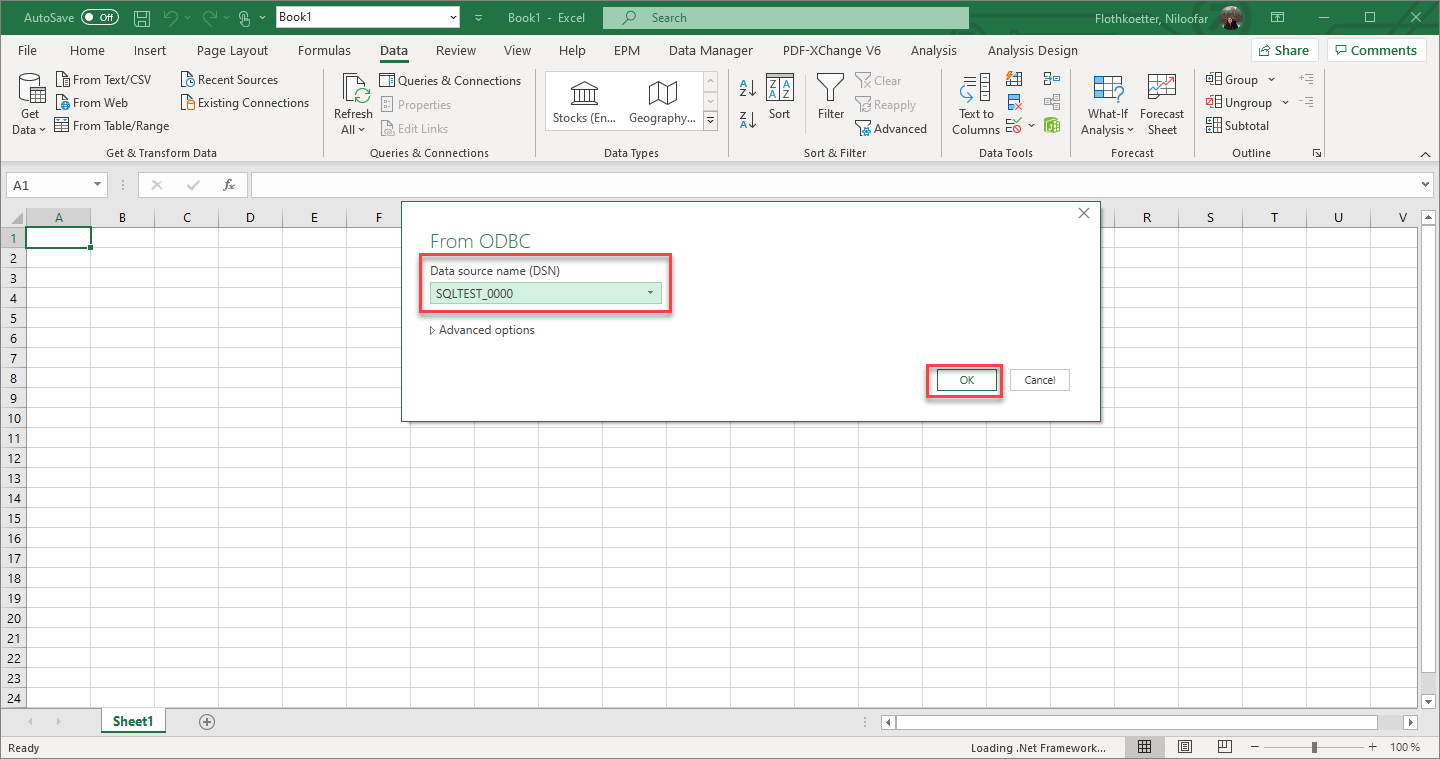 AutoSave Off Book1 Book1 - Excel Search Flothkoetter, Niloofar
File Home Insert Page Layout Formulas Data Review View Help EPM Data Manager PDF-XChange V6 Analysis Analysis Design Share Comments
Get Data
From Text/CSV
From Web
From Table/Range
Recent Sources
Existing Connections
Get & Transform Data
Refresh All
Queries & Connections
Properties
Edit Links
Queries & Connections
Stocks (En...
Geography...
Data Types
Sort
Filter
Clear
Reapply
Advanced
Sort & Filter
Text to
Columns
Data Tools
What-If
Analysis
Forecast
Sheet
Forecast
Group
Ungroup
Subtotal
Outline
A1 fx
A B C D E F R S T U V
From ODBC
Data source name (DSN)
SQLTEST_0000
Advanced options
OK Cancel
1
2
3
4
5
6
7
8
9
10
11
12
13
14
15
16
17
18
19
20
21
22
23
24
Sheet1
Ready Loading .Net Framework... 100 %